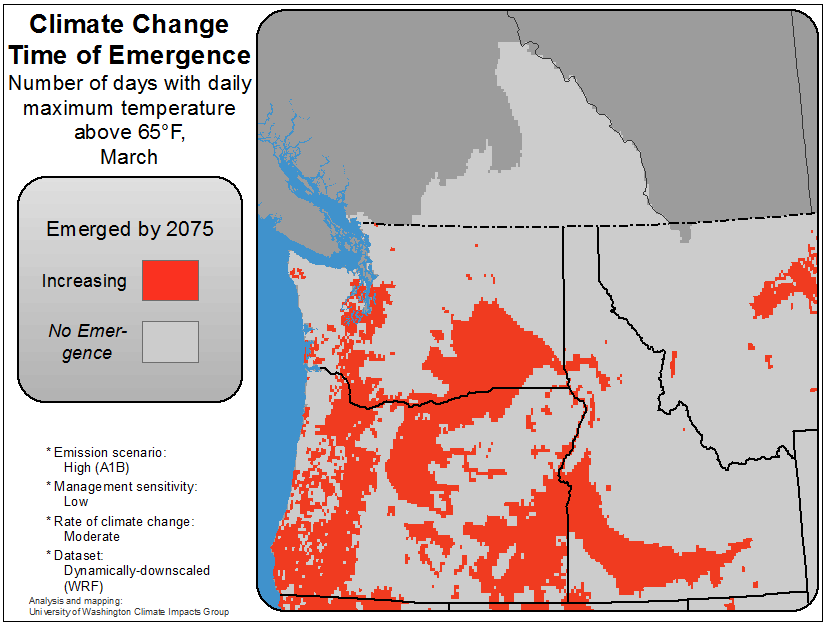 Climate Change
Time of Emergence
Number of days with daily
maximum temperature
above 65°F,
March
Emerged by 2075
Increasing
No Emer-
gence
* Emission scenario:
High (A1B)
* Management sensitivity:
Low
* Rate of climate change:
Moderate
* Dataset:
Dynamically-downscaled
(WRF)
Analysis and mapping:
University of Washington Climate Impacts Group